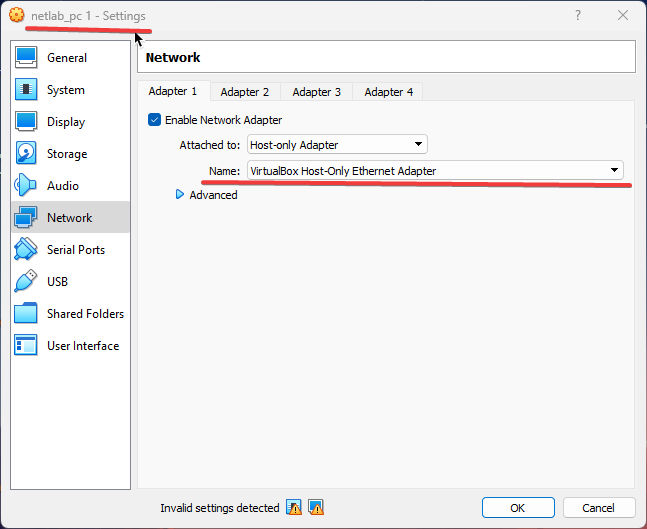 netlab_pc 1 - Settings
?
General
System
Display
Storage
Audio
Network
Serial Ports
USB
Shared Folders
User Interface
Network
Adapter 1 Adapter 2 Adapter 3 Adapter 4
Enable Network Adapter
Attached to: Host-only Adapter
Name: VirtualBox Host-Only Ethernet Adapter
Advanced
Invalid settings detected
OK Cancel